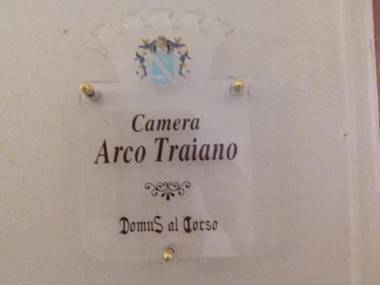 Camera
Arco Traiano
DomuS al Corso